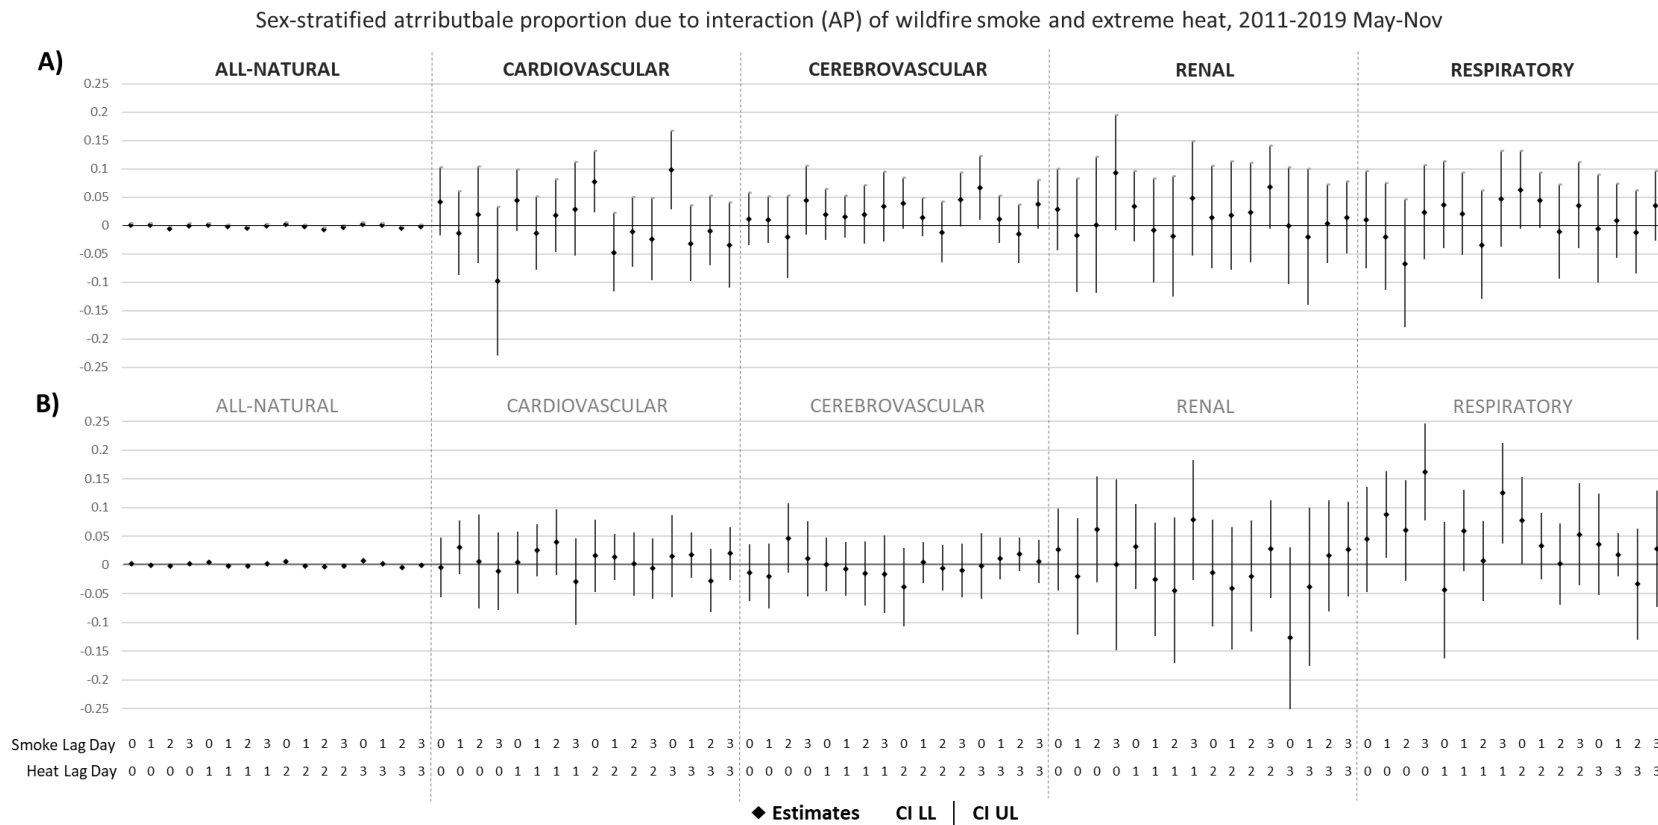 Sex-stratified atrributbale proportion due to interaction (AP) of wildfire smoke and extreme heat, 2011-2019 May-Nov
A)
ALL-NATURAL CARDIOVASCULAR CEREBROVASCULAR RENAL RESPIRATORY
0.25
0.2
0.15
0.1
0.05
0
-0.05
-0.1
-0.15
-0.2
-0.25
B)
ALL-NATURAL CARDIOVASCULAR CEREBROVASCULAR RENAL RESPIRATORY
0.25
0.2
0.15
0.1
0.05
0
-0.05
-0.1
-0.15
-0.2
-0.25
Smoke Lag Day 0 1 2 3 0 1 2 3 0 1 2 3 0 1 2 3 0 1 2 3 0 1 2 3 0 1 2 3 0 1 2 3 0 1 2 3 0 1 2 3 0 1 2 3 0 1 2 3 0 1 2 3 0 1 2 3 0 1 2 3 0 1 2 3 0 1 2 3 0 1 2 3 0 1 2 3 0 1 2 3
Heat Lag Day 0 0 0 0 1 1 1 1 2 2 2 2 3 3 3 3 0 0 0 0 1 1 1 1 2 2 2 2 3 3 3 3 0 0 0 0 1 1 1 1 2 2 2 2 3 3 3 3 0 0 0 0 1 1 1 1 2 2 2 2 3 3 3 3 0 0 0 0 1 1 1 1 2 2 2 2 3 3 3 3
Estimates CI LL CI UL